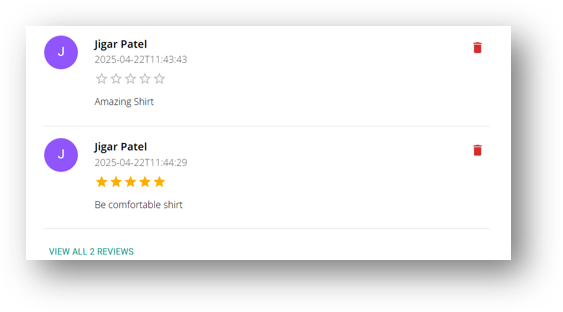 J
Jigar Patel
2025-04-22T11:43:43
Amazing Shirt
J
Jigar Patel
2025-04-22T11:44:29
Be comfortable shirt
VIEW ALL 2 REVIEWS